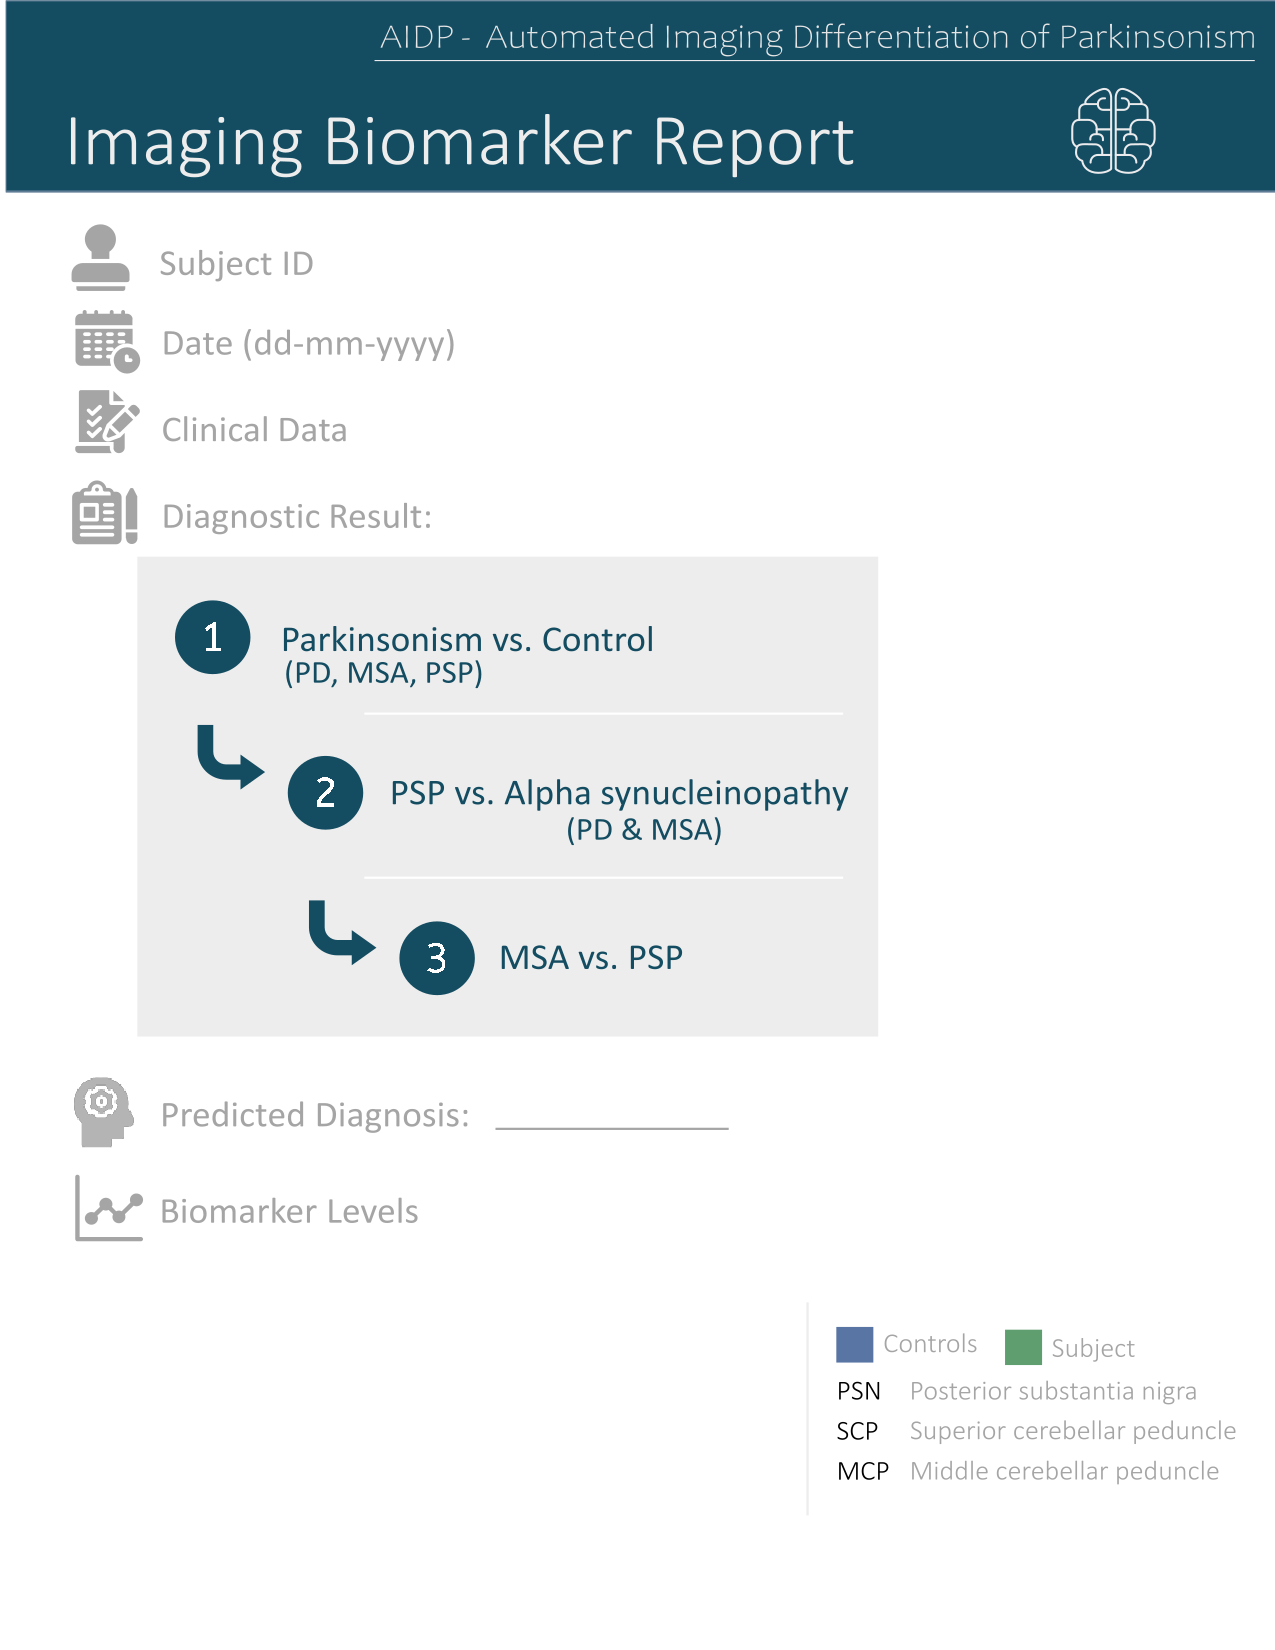 AIDP - Automated Imaging Differentiation of Parkinsonism
Imaging Biomarker Report
Subject ID
Date (dd-mm-yyyy)
Clinical Data
Diagnostic Result:
1 Parkinsonism vs. Control
(PD, MSA, PSP)
2 PSP vs. Alpha synucleinopathy
(PD & MSA)
3 MSA vs. PSP
Predicted Diagnosis: ______________
Biomarker Levels
Controls Subject
PSN Posterior substantia nigra
SCP Superior cerebellar peduncle
MCP Middle cerebellar peduncle